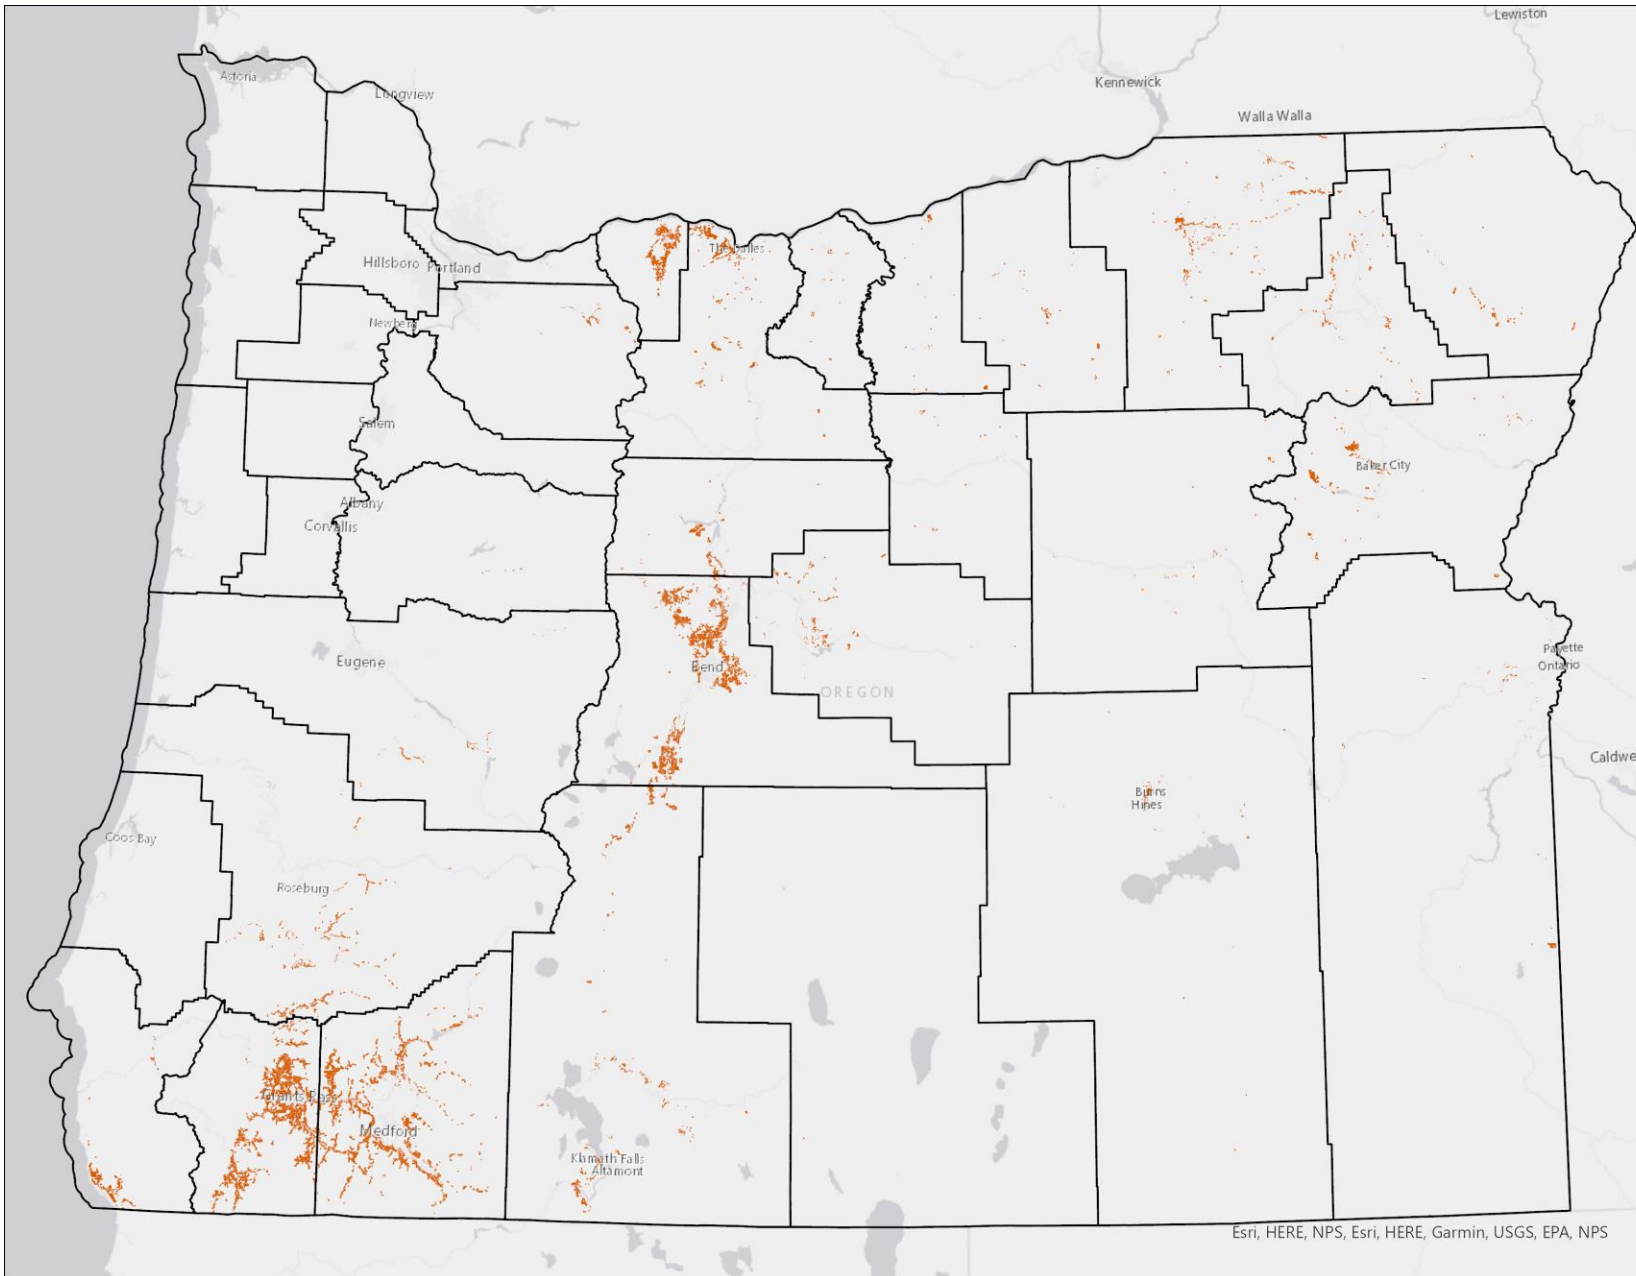 Lewiston
Astoria
Kennewick
Longview
Walla Walla
The Dalles
Hillsboro
Portland
Newberg
Salem
Baker City
Albany
Corvallis
Payette
Ontario
Eugene
Bend
OREGON
Caldwe
Burns
Hines
Coos Bay
Roseburg
Grants Pass
Medford
Klamath Falls
Altamont
Esri, HERE, NPS, Esri, HERE, Garmin, USGS, EPA, NPS